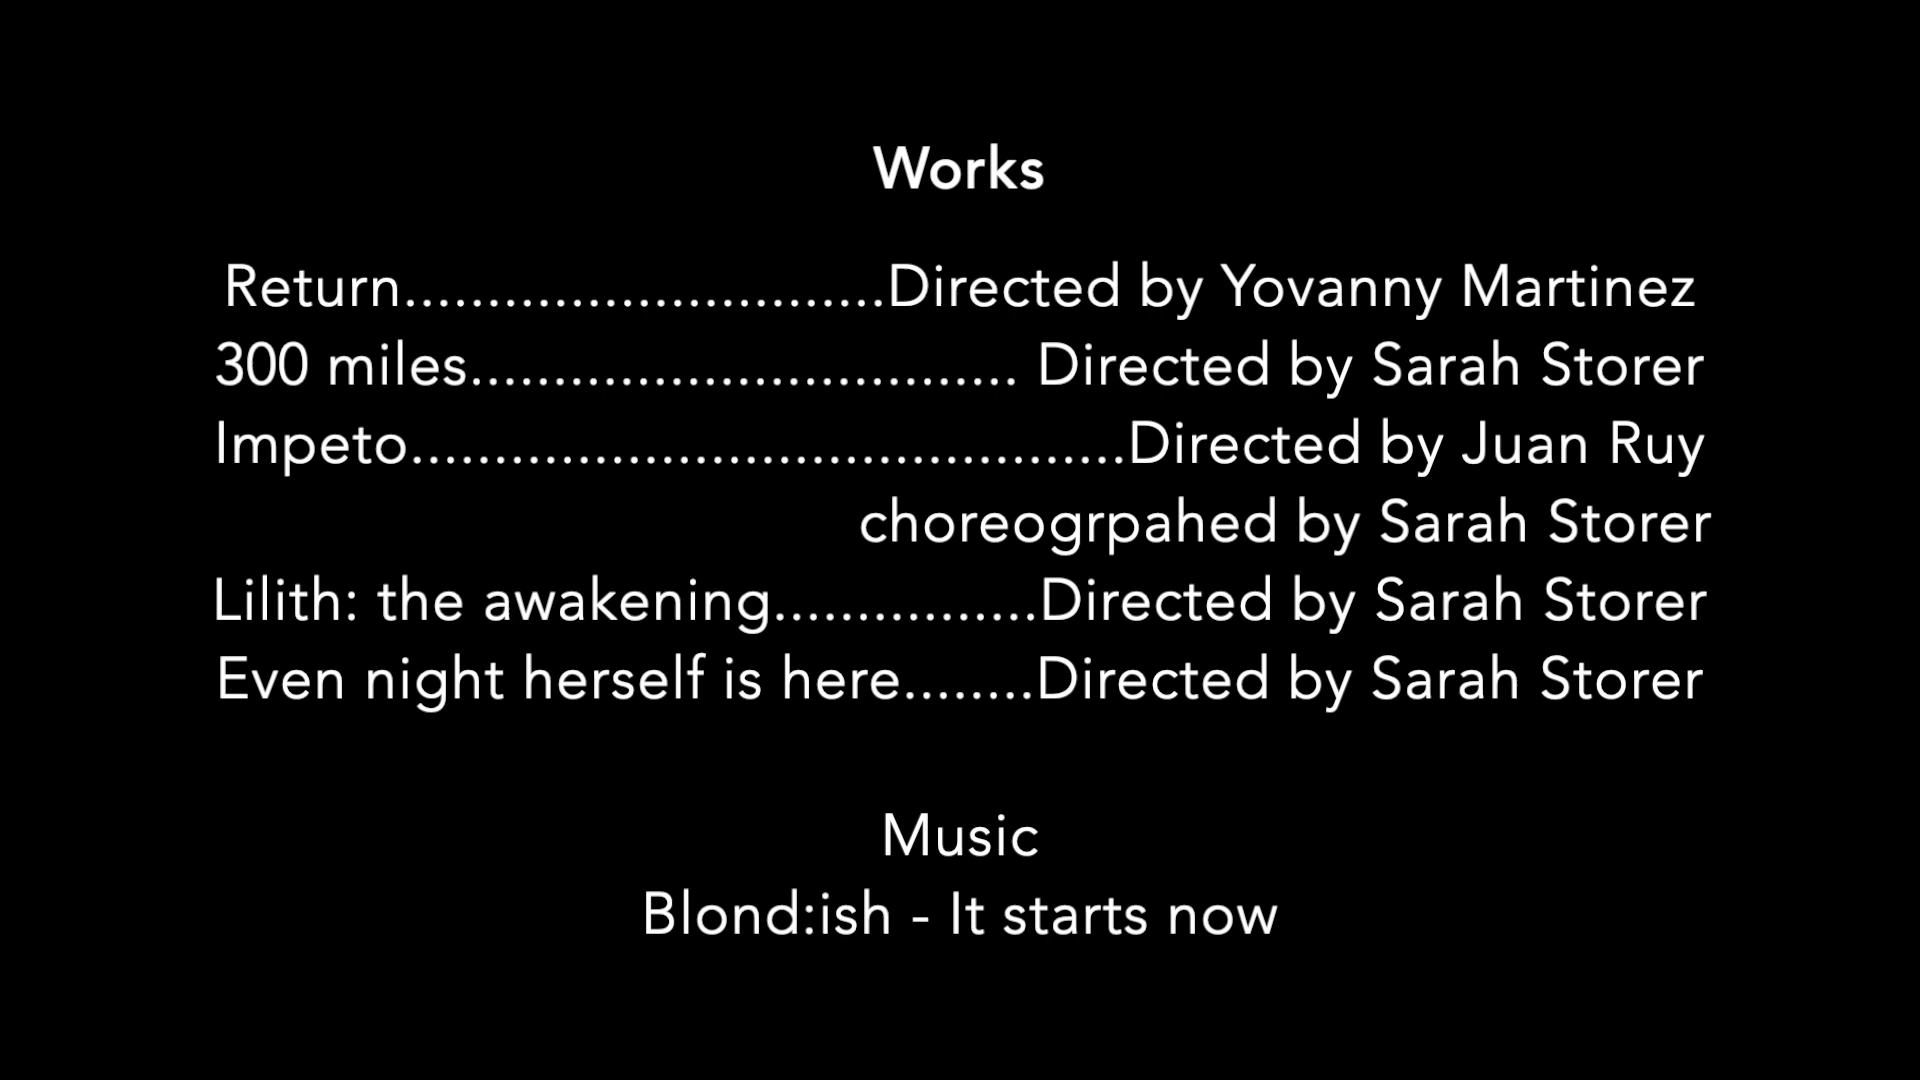 Works
Return.............................Directed by Yovanny Martinez
300 miles................................. Directed by Sarah Storer
Impeto...........................................Directed by Juan Ruy
choreogrpahed by Sarah Storer
Lilith: the awakening................Directed by Sarah Storer
Even night herself is here........Directed by Sarah Storer
Music
Blond:ish - It starts now